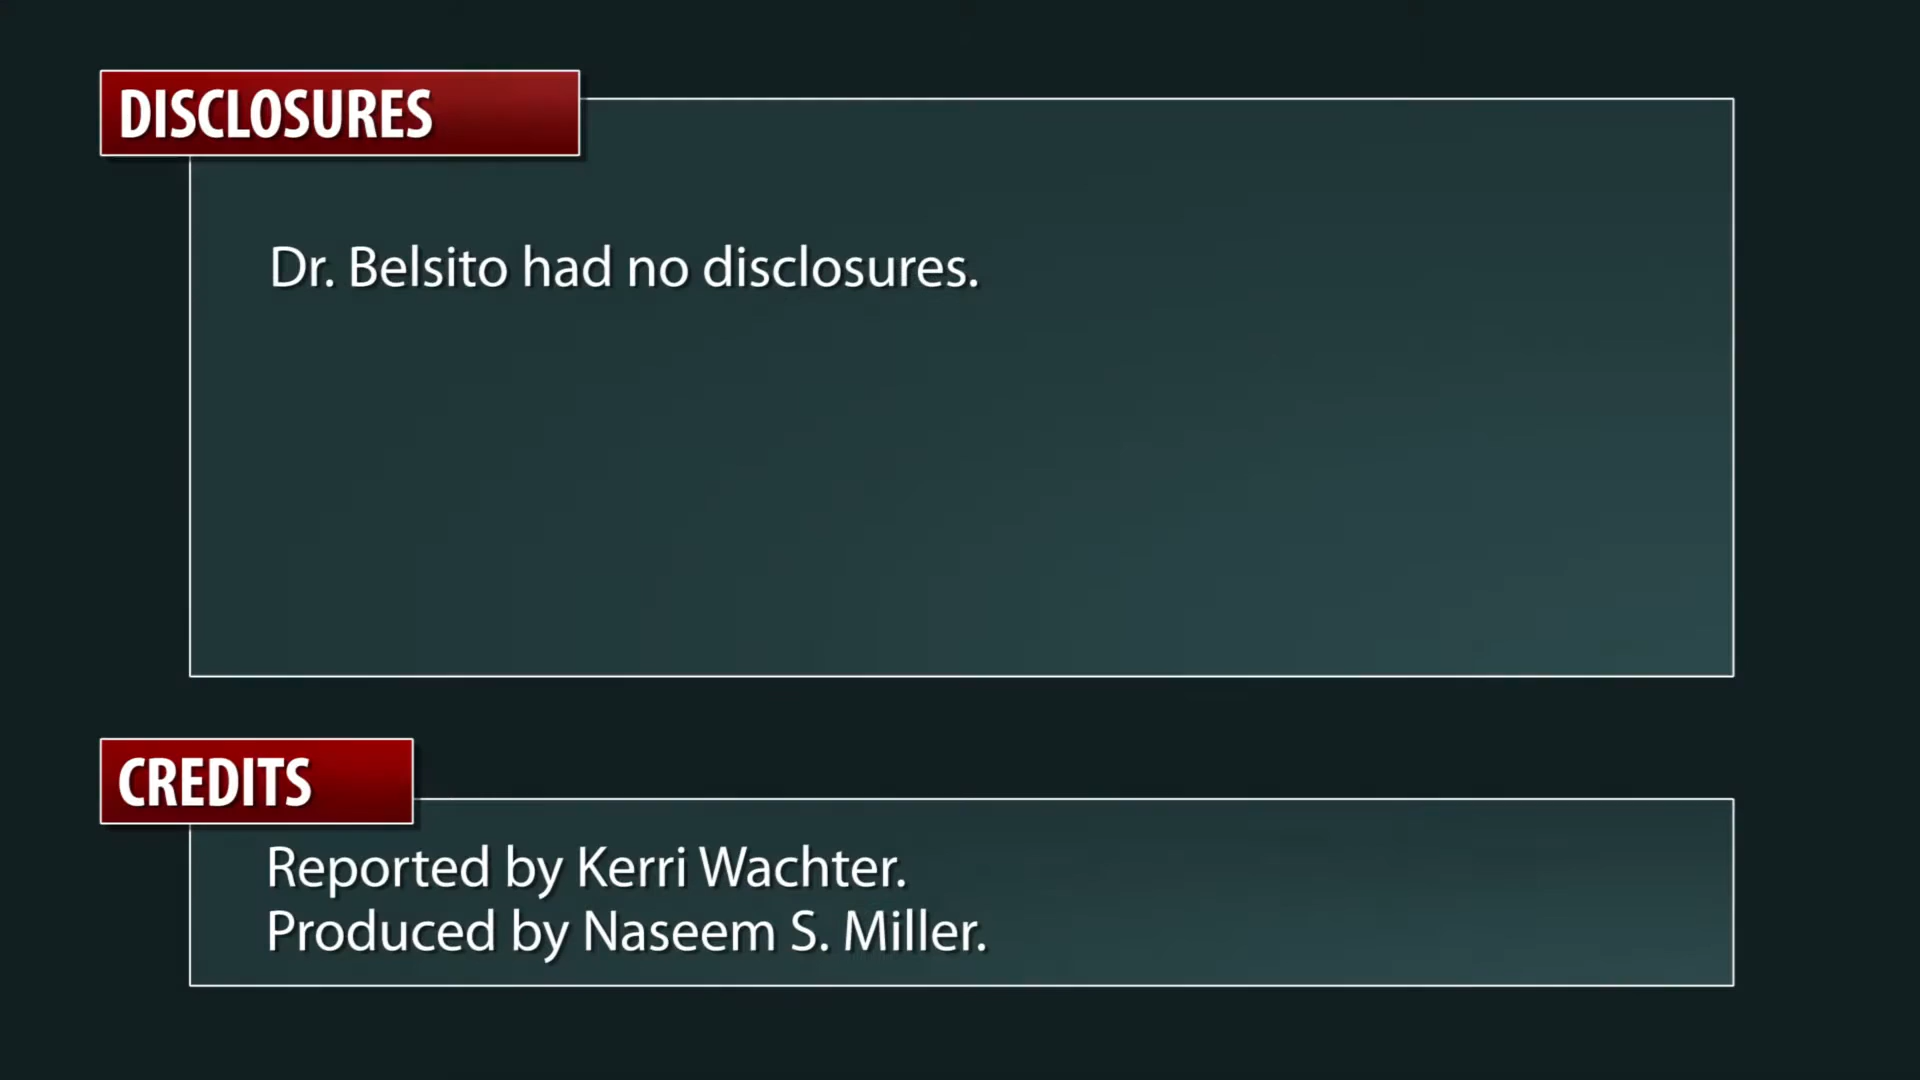 DISCLOSURES
Dr. Belsito had no disclosures.
CREDITS
Reported by Kerri Wachter.
Produced by Naseem S. Miller.